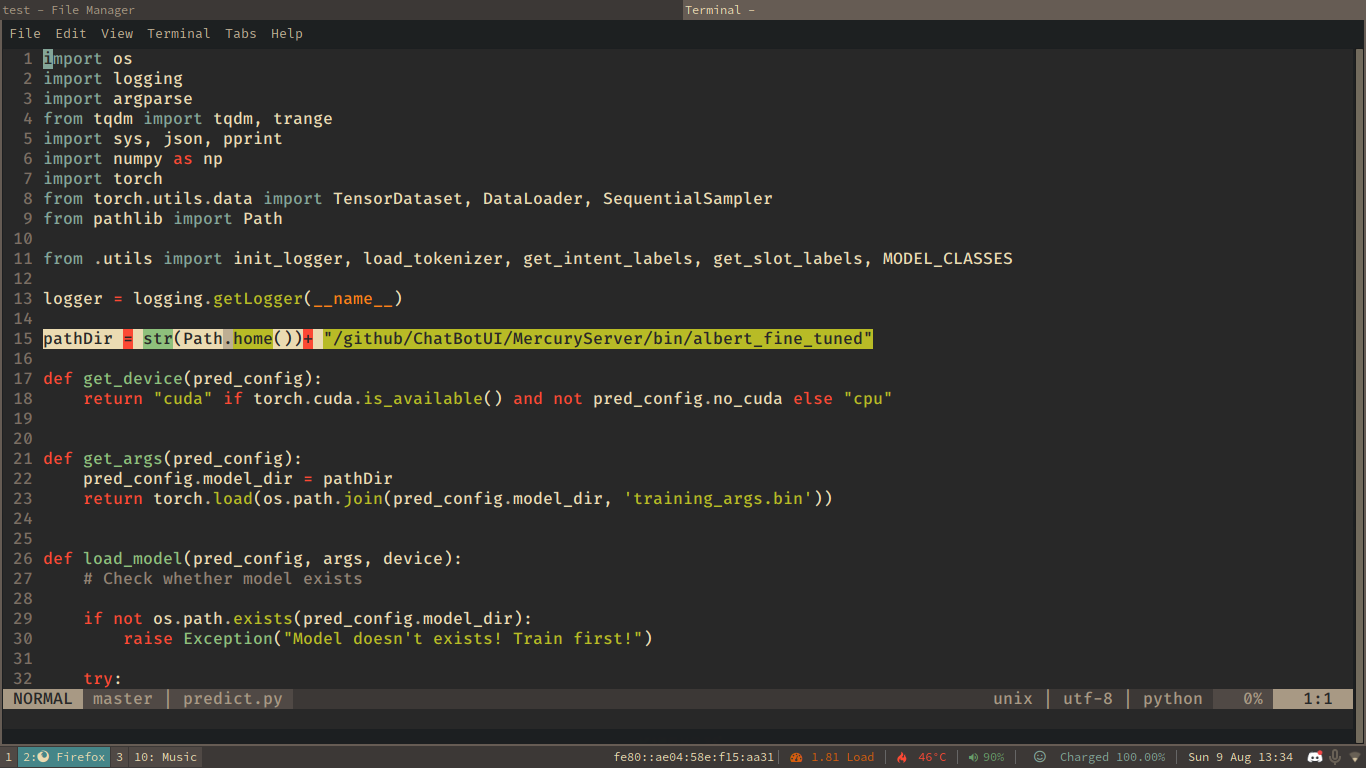 test - File Manager
Terminal -
File Edit View Terminal Tabs Help
1 import os
2 import logging
3 import argparse
4 from tqdm import tqdm, trange
5 import sys, json, pprint
6 import numpy as np
7 import torch
8 from torch.utils.data import TensorDataset, DataLoader, SequentialSampler
9 from pathlib import Path
10
11 from .utils import init_logger, load_tokenizer, get_intent_labels, get_slot_labels, MODEL_CLASSES
12
13 logger = logging.getLogger(__name__)
14
15 pathDir = str(Path.home())+ "/github/ChatBotUI/MercuryServer/bin/albert_fine_tuned"
16
17 def get_device(pred_config):
18     return "cuda" if torch.cuda.is_available() and not pred_config.no_cuda else "cpu"
19
20
21 def get_args(pred_config):
22     pred_config.model_dir = pathDir
23     return torch.load(os.path.join(pred_config.model_dir, 'training_args.bin'))
24
25
26 def load_model(pred_config, args, device):
27     # Check whether model exists
28
29     if not os.path.exists(pred_config.model_dir):
30         raise Exception("Model doesn't exists! Train first!")
31
32     try:
NORMAL master | predict.py unix | utf-8 | python 0% 1:1
1 2: Firefox 3 10: Music fe80::ae04:58e:f15:aa31 | 1.81 Load | 46°C | 90% | Charged 100.00% | Sun 9 Aug 13:34